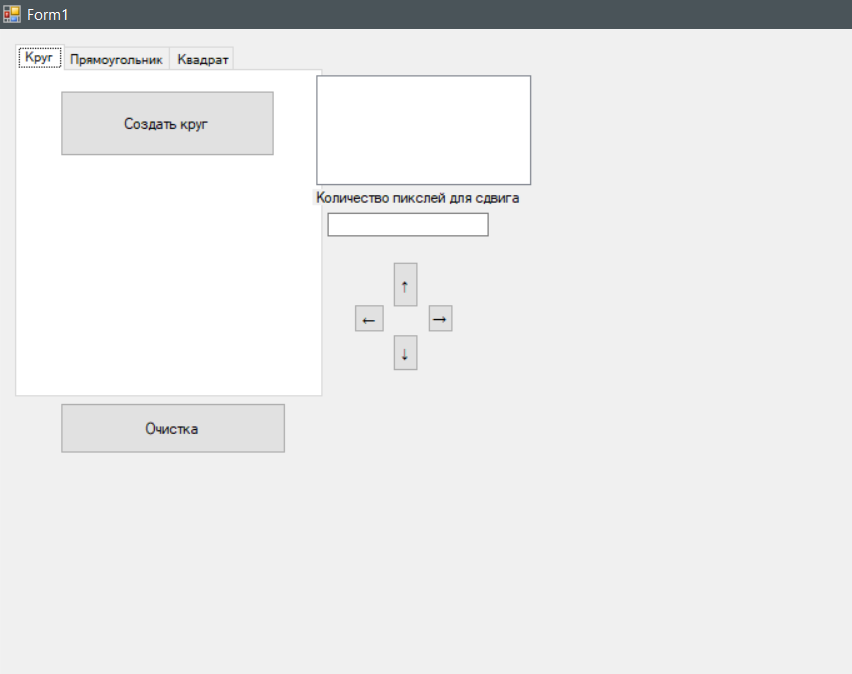 Form1
Круг Прямоугольник Квадрат
Создать круг
Количество пикслей для сдвига
↑
← →
↓
Очистка